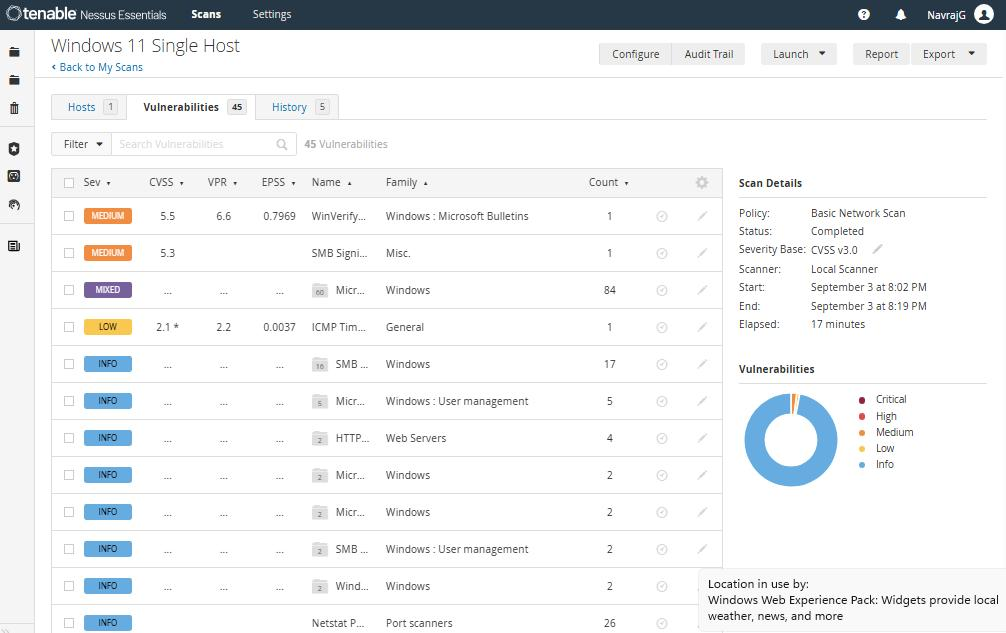 tenable Nessus Essentials Scans Settings NavrajG
Windows 11 Single Host
Configure Audit Trail Launch Report Export
< Back to My Scans
Hosts 1 Vulnerabilities 45 History 5
Filter Search Vulnerabilities 45 Vulnerabilities
Sev CVSS VPR EPSS Name Family Count
MEDIUM 5.5 6.6 0.7969 WinVerify... Windows : Microsoft Bulletins 1
MEDIUM 5.3 SMB Signi... Misc. 1
MIXED ... ... ... 60 Micr... Windows 84
LOW 2.1 * 2.2 0.0037 ICMP Tim... General 1
INFO ... ... ... 16 SMB ... Windows 17
INFO ... ... ... 5 Micr... Windows : User management 5
INFO ... ... ... 2 HTTP... Web Servers 4
INFO ... ... ... 2 Micr... Windows 2
INFO ... ... ... 2 Micr... Windows 2
INFO ... ... ... 2 SMB ... Windows : User management 2
INFO ... ... ... 2 Wind... Windows 2
INFO Netstat P... Port scanners 26
Scan Details
Policy: Basic Network Scan
Status: Completed
Severity Base: CVSS v3.0
Scanner: Local Scanner
Start: September 3 at 8:02 PM
End: September 3 at 8:19 PM
Elapsed: 17 minutes
Vulnerabilities
Critical
High
Medium
Low
Info
Location in use by:
Windows Web Experience Pack: Widgets provide local
weather, news, and more